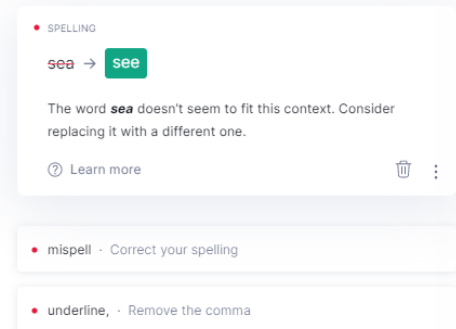 SPELLING
sea → see
The word sea doesn't seem to fit this context. Consider
replacing it with a different one.
Learn more
mispell · Correct your spelling
underline, · Remove the comma